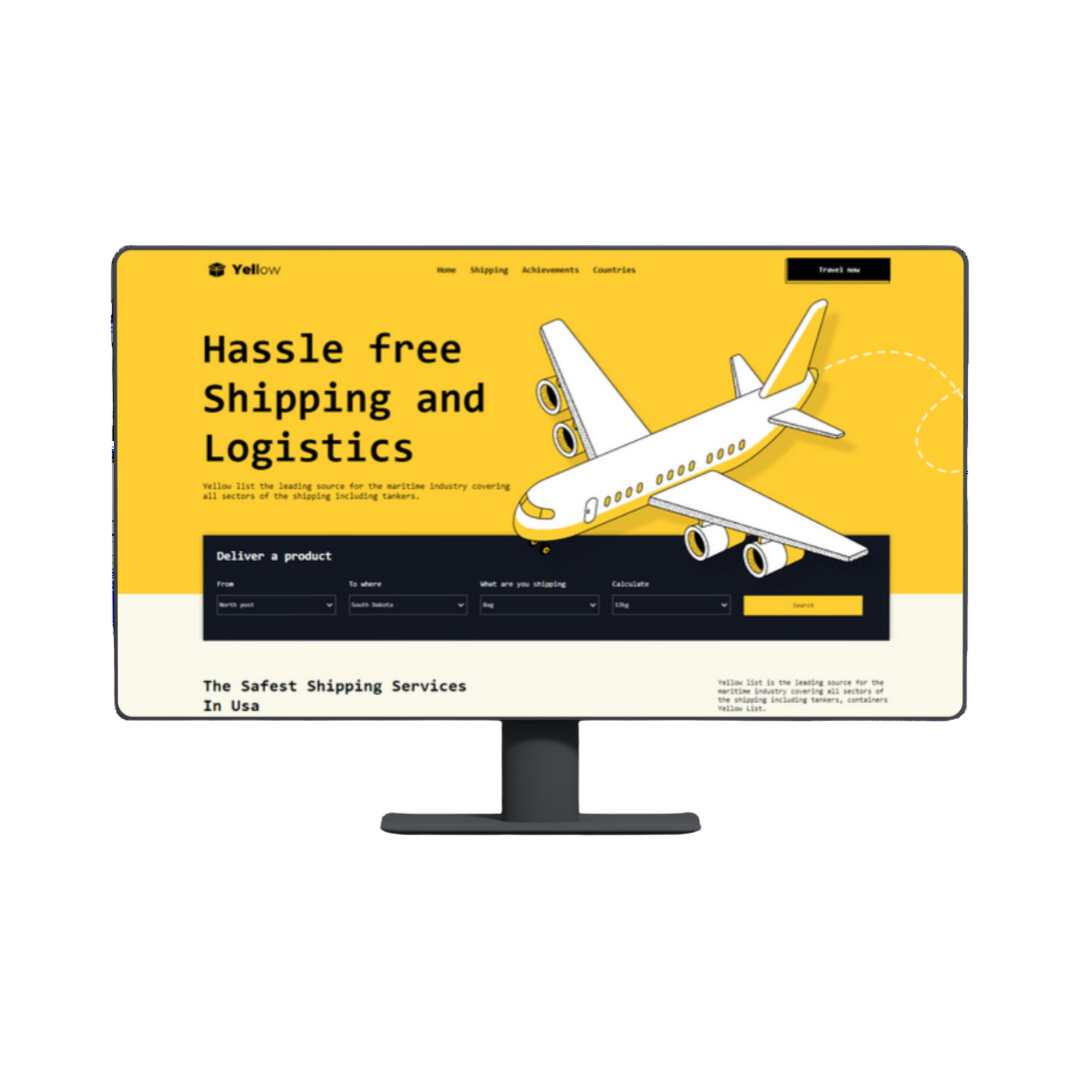 Yellow
Home Shipping Achievements Countries
Travel now
Hassle free
Shipping and
Logistics
Yellow list the leading source for the maritime industry covering
all sectors of the shipping including tankers.
Deliver a product
From To where What are you shipping Calculate
North post South Dakota Bag 12kg Search
The Safest Shipping Services
In Usa
Yellow list is the leading source for the
maritime industry covering all sectors of
the shipping including tankers, containers
Yellow List.